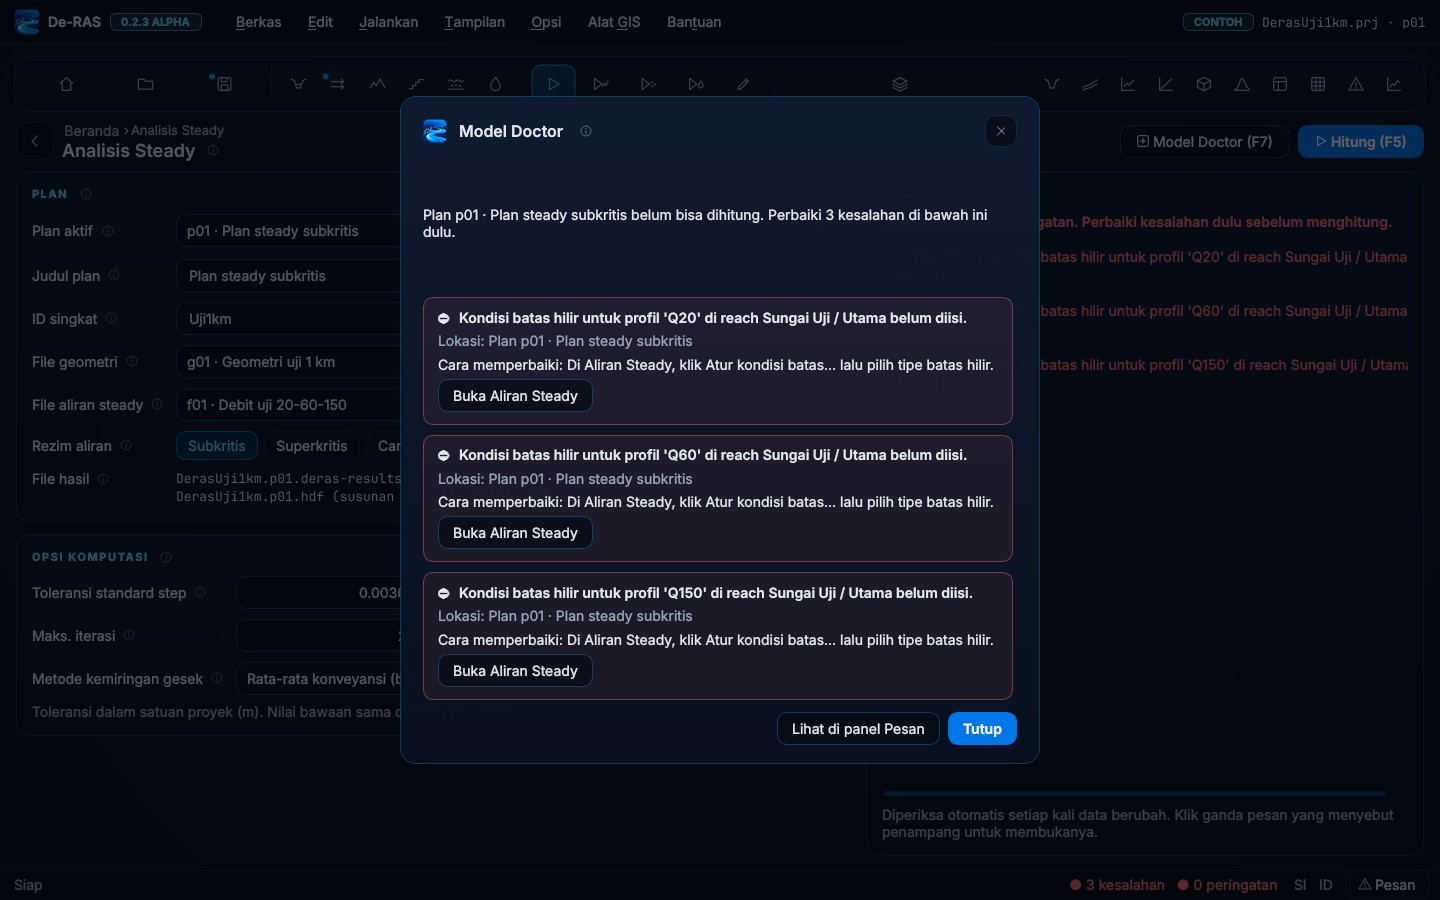 De-RAS 0.2.3 ALPHA Berkas Edit Jalankan Tampilan Opsi Alat GIS Bantuan CONTOH DerasUji1km.prj · p01
Beranda › Analisis Steady
Analisis Steady
Model Doctor (F7) Hitung (F5)
Model Doctor
Plan p01 · Plan steady subkritis belum bisa dihitung. Perbaiki 3 kesalahan di bawah ini
dulu.
Kondisi batas hilir untuk profil 'Q20' di reach Sungai Uji / Utama belum diisi.
Lokasi: Plan p01 · Plan steady subkritis
Cara memperbaiki: Di Aliran Steady, klik Atur kondisi batas... lalu pilih tipe batas hilir.
Buka Aliran Steady
Kondisi batas hilir untuk profil 'Q60' di reach Sungai Uji / Utama belum diisi.
Lokasi: Plan p01 · Plan steady subkritis
Cara memperbaiki: Di Aliran Steady, klik Atur kondisi batas... lalu pilih tipe batas hilir.
Buka Aliran Steady
Kondisi batas hilir untuk profil 'Q150' di reach Sungai Uji / Utama belum diisi.
Lokasi: Plan p01 · Plan steady subkritis
Cara memperbaiki: Di Aliran Steady, klik Atur kondisi batas... lalu pilih tipe batas hilir.
Buka Aliran Steady
Lihat di panel Pesan Tutup
PLAN
Plan aktif p01 · Plan steady subkritis
Judul plan Plan steady subkritis
ID singkat Uji1km
File geometri g01 · Geometri uji 1 km
File aliran steady f01 · Debit uji 20-60-150
Rezim aliran Subkritis Superkritis
File hasil DerasUji1km.p01.deras-results
DerasUji1km.p01.hdf (susunan
OPSI KOMPUTASI
Toleransi standard step 0.003
Maks. iterasi
Metode kemiringan gesek Rata-rata konveyansi
Toleransi dalam satuan proyek (m). Nilai bawaan sama
Perbaiki kesalahan dulu sebelum menghitung.
batas hilir untuk profil 'Q20' di reach Sungai Uji / Utama
batas hilir untuk profil 'Q60' di reach Sungai Uji / Utama
batas hilir untuk profil 'Q150' di reach Sungai Uji / Utama
Diperiksa otomatis setiap kali data berubah. Klik ganda pesan yang menyebut
penampang untuk membukanya.
Siap 3 kesalahan 0 peringatan SI ID Pesan